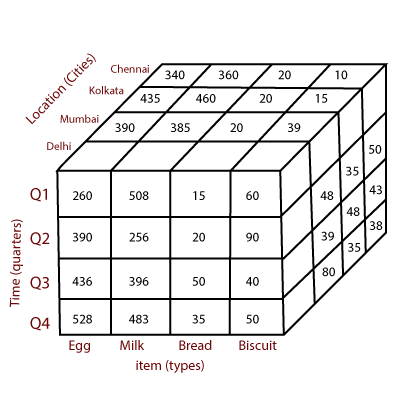 Location (Cities)
Chennai 340 360 20 10
Kolkata 435 460 20 15
Mumbai 390 385 20 39
Delhi
50
35
48 43
48
39 38
35
80
Time (quarters)
Q1 260 508 15 60
Q2 390 256 20 90
Q3 436 396 50 40
Q4 528 483 35 50
Egg Milk Bread Biscuit
item (types)